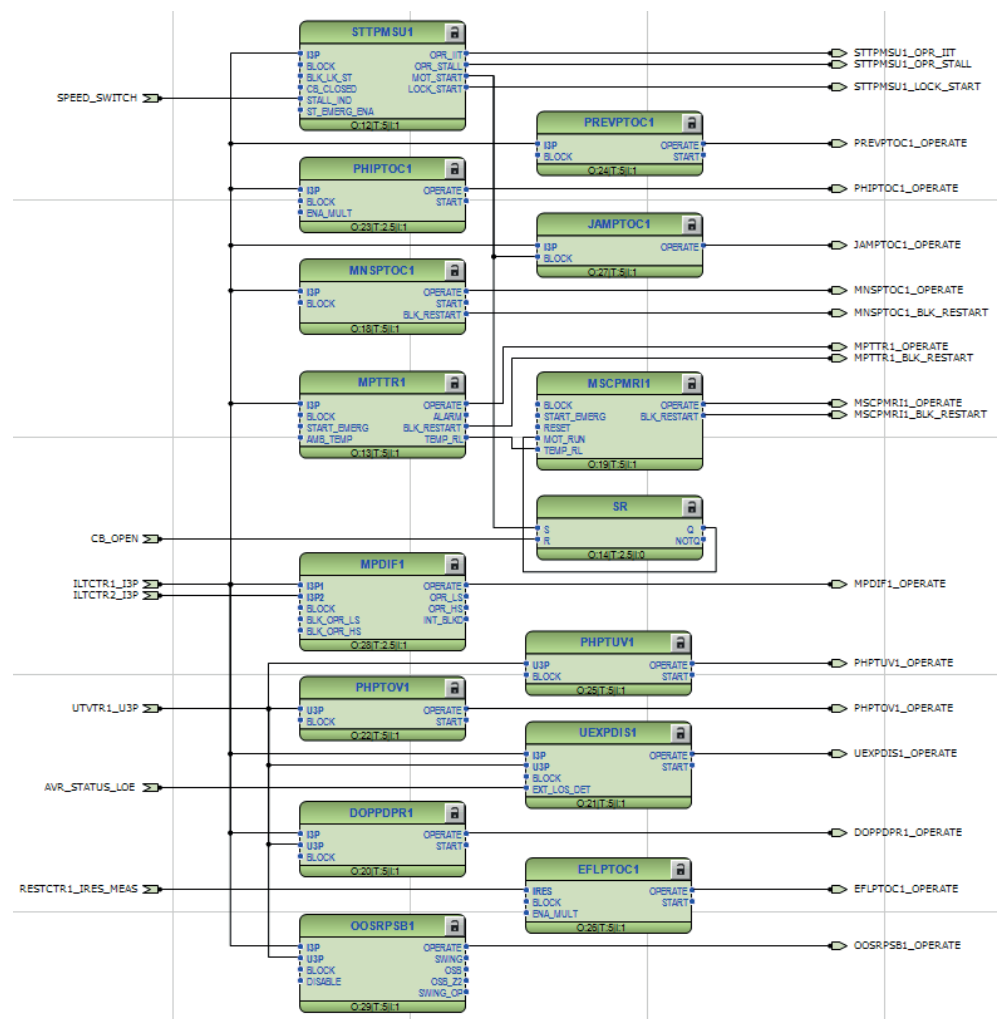 STTPMSU1
I3P OPR_IIT
BLOCK OPR_STALL
BLK_LK_ST MOT_START
CB_CLOSED LOCK_START
STALL_IND
ST_EMERG_ENA
O:12|T:5|I:1
STTPMSU1_OPR_IIT
STTPMSU1_OPR_STALL
STTPMSU1_LOCK_START
SPEED_SWITCH
PREVPTOC1
I3P OPERATE
BLOCK START
O:24|T:5|I:1
PREVPTOC1_OPERATE
PHIPTOC1
I3P OPERATE
BLOCK START
ENA_MULT
O:23|T:2.5|I:1
PHIPTOC1_OPERATE
JAMPTOC1
I3P OPERATE
BLOCK
O:27|T:5|I:1
JAMPTOC1_OPERATE
MNSPTOC1
I3P OPERATE
BLOCK START
BLK_RESTART
O:18|T:5|I:1
MNSPTOC1_OPERATE
MNSPTOC1_BLK_RESTART
MPTTR1
I3P OPERATE
BLOCK ALARM
START_EMERG BLK_RESTART
AMB_TEMP TEMP_RL
O:13|T:5|I:1
MPTTR1_OPERATE
MPTTR1_BLK_RESTART
MSCPMRI1
BLOCK OPERATE
START_EMERG BLK_RESTART
RESET
MOT_RUN
TEMP_RL
O:19|T:5|I:1
MSCPMRI1_OPERATE
MSCPMRI1_BLK_RESTART
SR
S Q
R NOTQ
O:14|T:2.5|I:0
CB_OPEN
MPDIF1
I3P1 OPERATE
I3P2 OPR_LS
BLOCK OPR_HS
BLK_OPR_LS INT_BLKD
BLK_OPR_HS
O:28|T:2.5|I:1
ILTCTR1_I3P
ILTCTR2_I3P
MPDIF1_OPERATE
PHPTUV1
U3P OPERATE
BLOCK START
O:25|T:5|I:1
PHPTUV1_OPERATE
PHPTOV1
U3P OPERATE
BLOCK START
O:22|T:5|I:1
UTVTR1_U3P
PHPTOV1_OPERATE
UEXPDIS1
I3P OPERATE
U3P START
BLOCK
EXT_LOS_DET
O:21|T:5|I:1
UEXPDIS1_OPERATE
AVR_STATUS_LOE
DOPPDPR1
I3P OPERATE
U3P START
BLOCK
O:20|T:5|I:1
DOPPDPR1_OPERATE
EFLPTOC1
IRES OPERATE
BLOCK START
ENA_MULT
O:26|T:5|I:1
RESTCTR1_IRES_MEAS
EFLPTOC1_OPERATE
OOSRPSB1
I3P OPERATE
U3P SWING
BLOCK OSB
DISABLE OSB_Z2
SWING_OP
O:29|T:5|I:1
OOSRPSB1_OPERATE